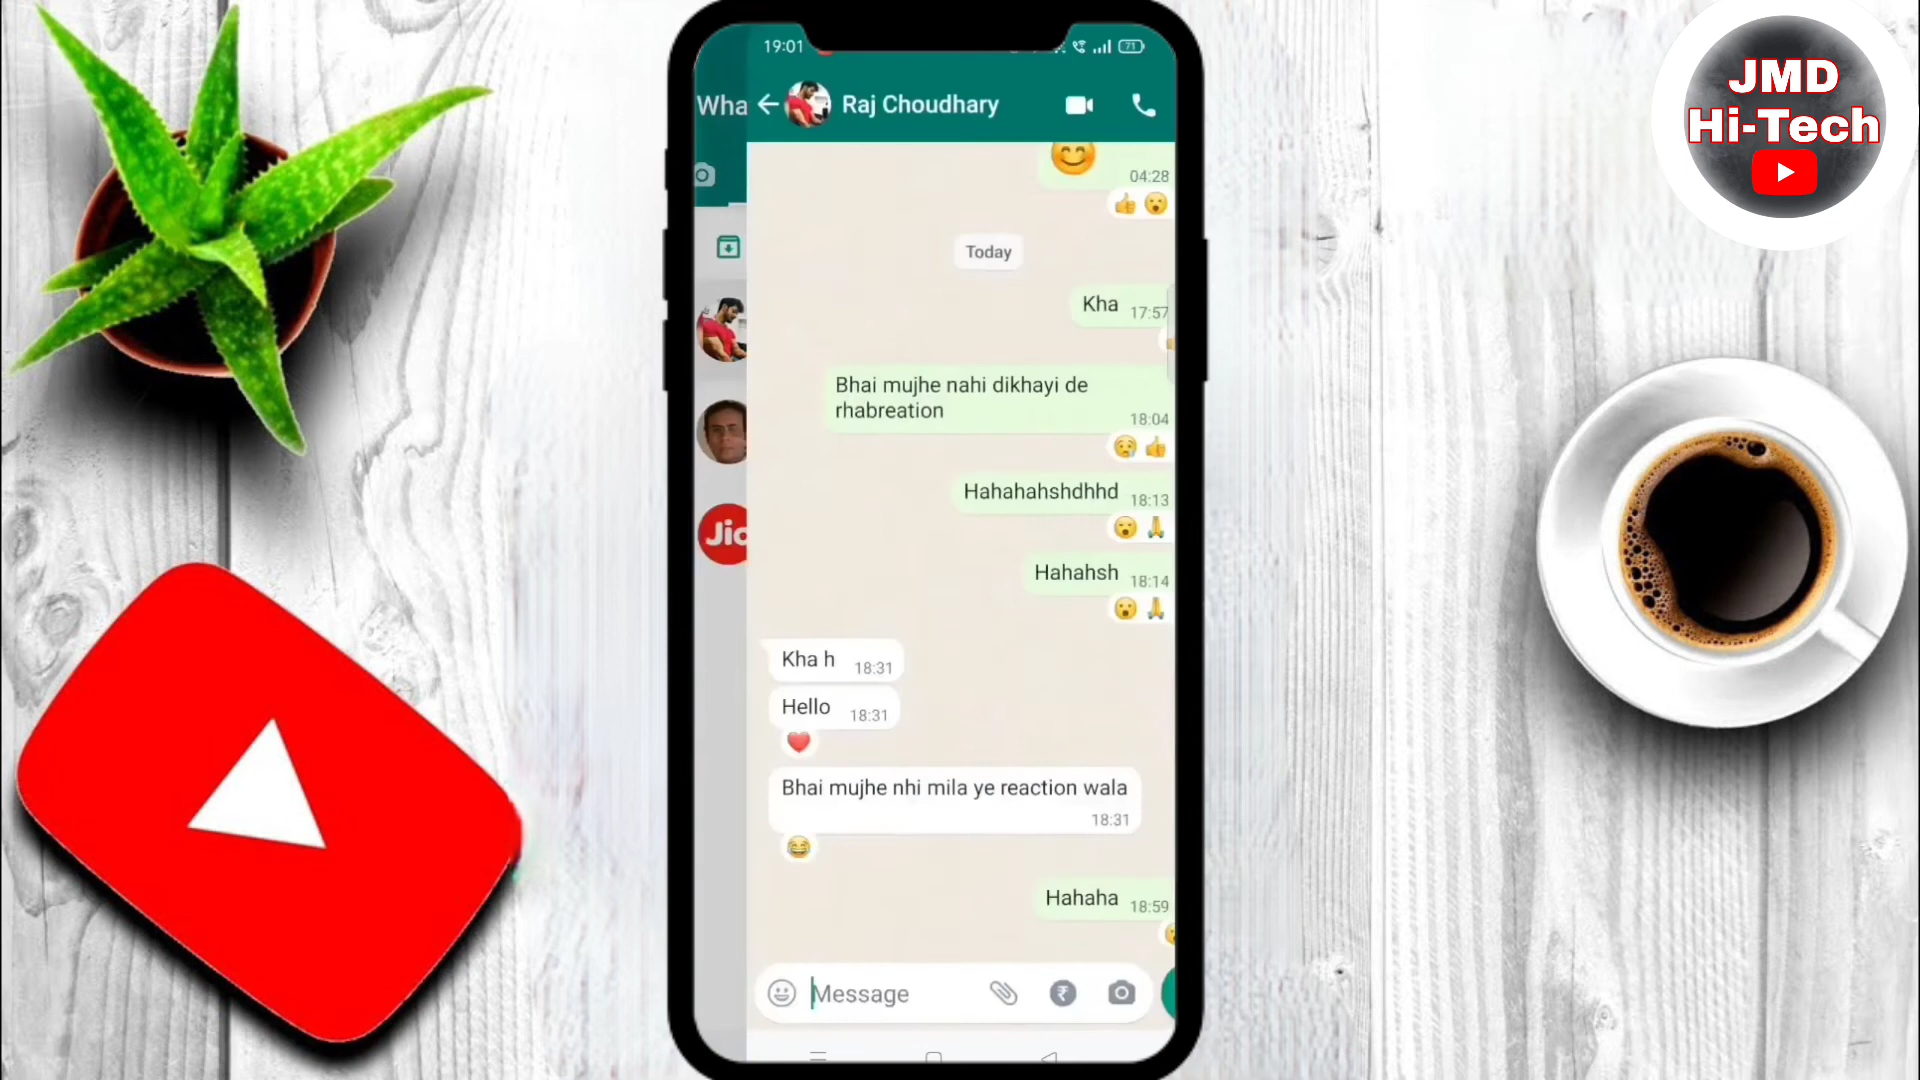 JMD
Hi-Tech
19:01
71
Wha
Raj Choudhary
04:28
Today
Kha 17:57
Bhai mujhe nahi dikhayi de
rhabreation
18:04
Hahahahshdhhd 18:13
Hahahsh 18:14
Jio
Kha h 18:31
Hello 18:31
Bhai mujhe nhi mila ye reaction wala
18:31
Hahaha 18:59
Message